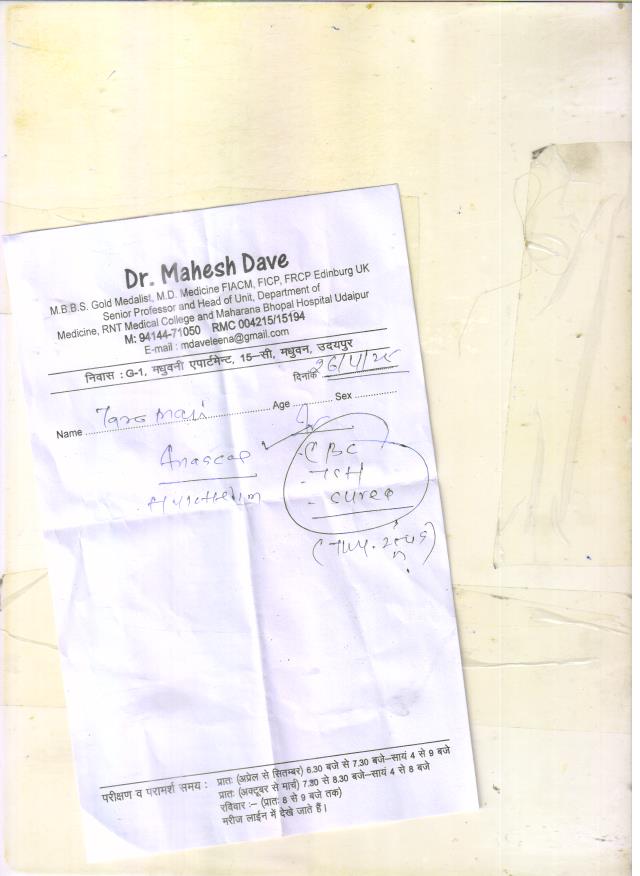 Dr. Mahesh Dave
M.B.B.S. Gold Medalist, M.D. Medicine FIACM, FICP, FRCP Edinburg UK
Senior Professor and Head of Unit, Department of
Medicine, RNT Medical College and Maharana Bhopal Hospital Udaipur
M: 94144-71050 RMC 004215/15194
E-mail : mdaveleena@gmail.com
निवास : G-1, मधुवनी एपार्टमेन्ट, 15-सी, मधुवन, उदयपुर
दिनांक
Name Age Sex
- CBC
- TSH
- Surea
परीक्षण व परामर्श समय : प्रातः (अप्रेल से सितम्बर) 6.30 बजे से 7.30 बजे-सायं 4 से 9 बजे
प्रातः (अक्टूबर से मार्च) 7.30 से 8.30 बजे-सायं 4 से 8 बजे
रविवार :- (प्रातः 8 से 9 बजे तक)
मरीज लाईन में देखे जाते हैं।